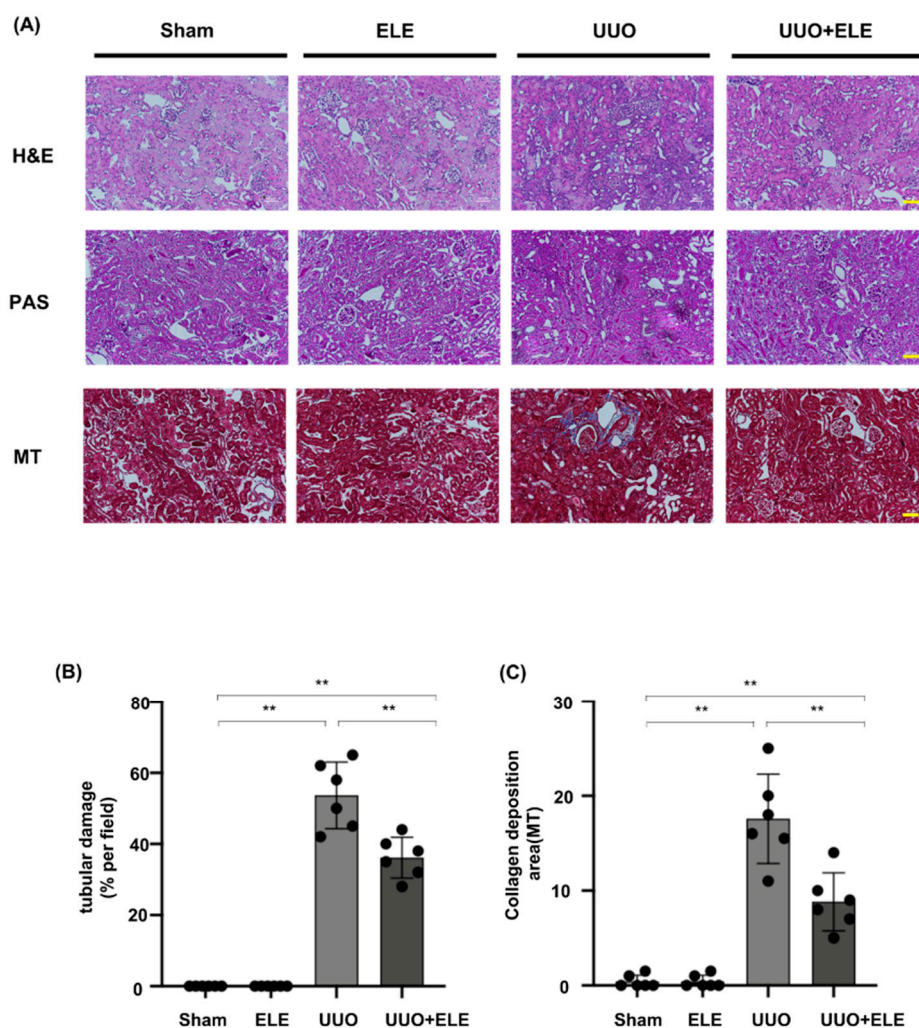 (A)
Sham ELE UUO UUO+ELE
H&E
PAS
MT
(B)
tubular damage
(% per field)
80
60
40
20
0
**
** **
Sham ELE UUO UUO+ELE
(C)
Collagen deposition
area(MT)
30
20
10
0
**
** **
Sham ELE UUO UUO+ELE